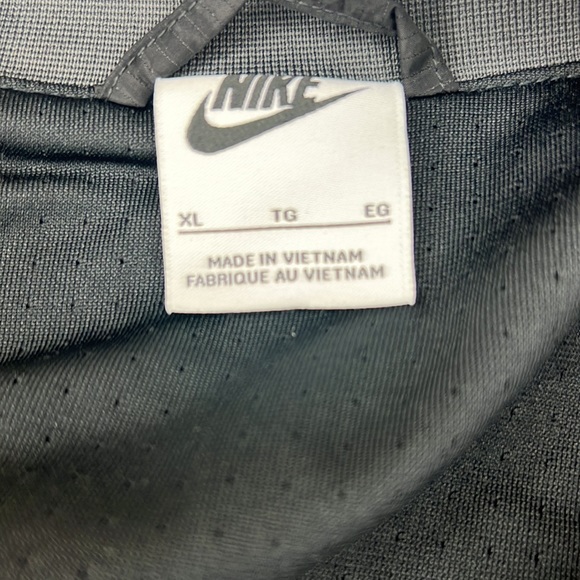 NIKE
XL TG EG
MADE IN VIETNAM
FABRIQUE AU VIETNAM